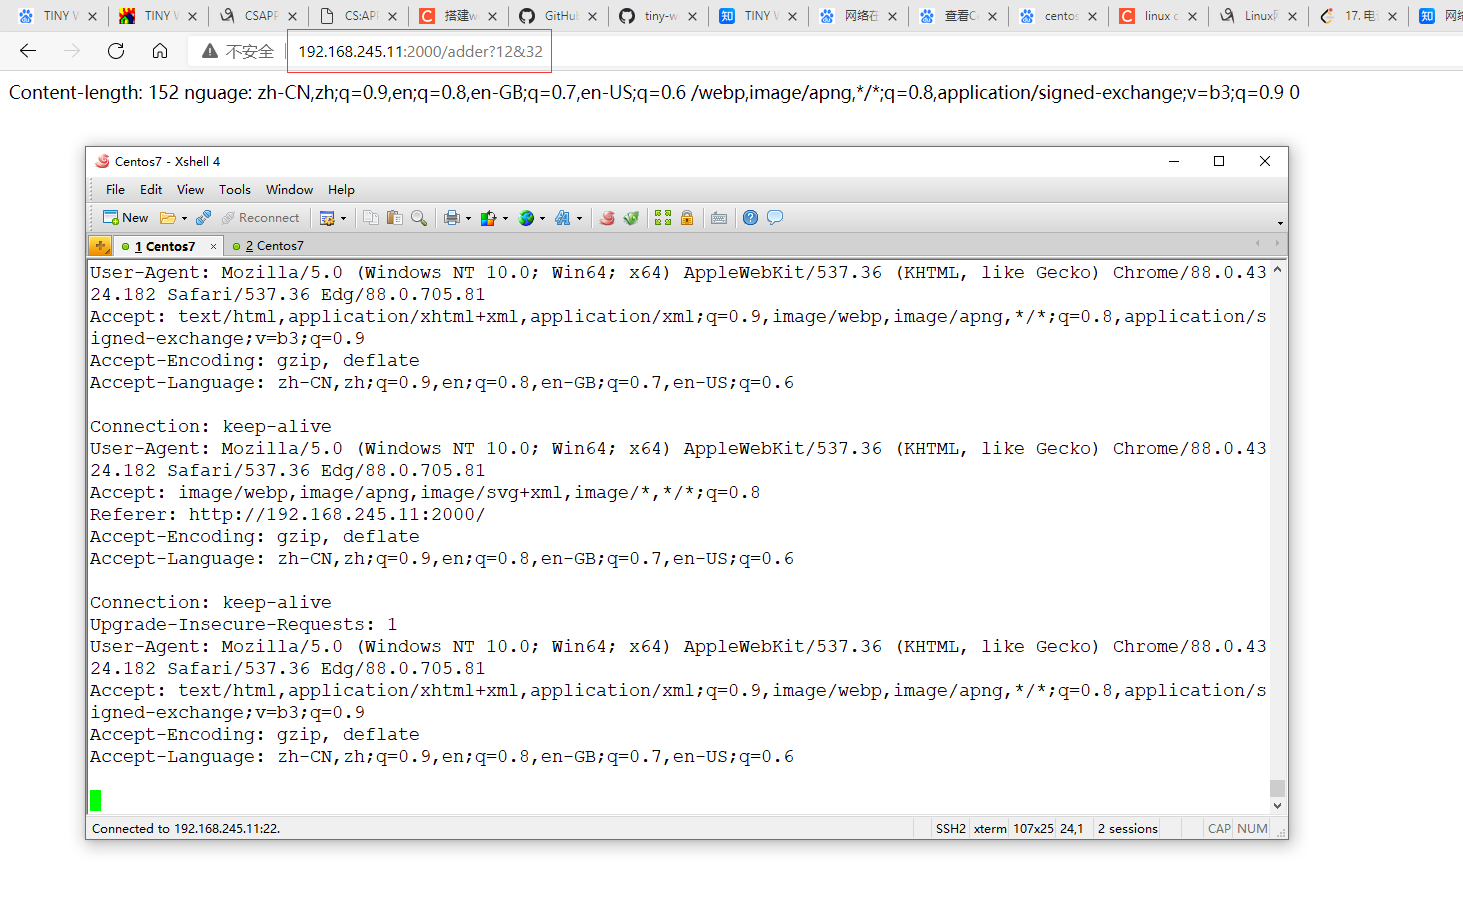 TINY W
TINY W
CSAPP
CS:API
搭建w
GitHub
tiny-w
TINY W
网络在
查看C
centos
linux c
Linux
17. 电
网络
不安全
192.168.245.11:2000/adder?12&32
Content-length: 152 nguage: zh-CN,zh;q=0.9,en;q=0.8,en-GB;q=0.7,en-US;q=0.6 /webp,image/apng,*/*;q=0.8,application/signed-exchange;v=b3;q=0.9 0
Centos7 - Xshell 4
File Edit View Tools Window Help
New Reconnect
1 Centos7 2 Centos7
User-Agent: Mozilla/5.0 (Windows NT 10.0; Win64; x64) AppleWebKit/537.36 (KHTML, like Gecko) Chrome/88.0.43
24.182 Safari/537.36 Edg/88.0.705.81
Accept: text/html,application/xhtml+xml,application/xml;q=0.9,image/webp,image/apng,*/*;q=0.8,application/s
igned-exchange;v=b3;q=0.9
Accept-Encoding: gzip, deflate
Accept-Language: zh-CN,zh;q=0.9,en;q=0.8,en-GB;q=0.7,en-US;q=0.6
Connection: keep-alive
User-Agent: Mozilla/5.0 (Windows NT 10.0; Win64; x64) AppleWebKit/537.36 (KHTML, like Gecko) Chrome/88.0.43
24.182 Safari/537.36 Edg/88.0.705.81
Accept: image/webp,image/apng,image/svg+xml,image/*,*/*;q=0.8
Referer: http://192.168.245.11:2000/
Accept-Encoding: gzip, deflate
Accept-Language: zh-CN,zh;q=0.9,en;q=0.8,en-GB;q=0.7,en-US;q=0.6
Connection: keep-alive
Upgrade-Insecure-Requests: 1
User-Agent: Mozilla/5.0 (Windows NT 10.0; Win64; x64) AppleWebKit/537.36 (KHTML, like Gecko) Chrome/88.0.43
24.182 Safari/537.36 Edg/88.0.705.81
Accept: text/html,application/xhtml+xml,application/xml;q=0.9,image/webp,image/apng,*/*;q=0.8,application/s
igned-exchange;v=b3;q=0.9
Accept-Encoding: gzip, deflate
Accept-Language: zh-CN,zh;q=0.9,en;q=0.8,en-GB;q=0.7,en-US;q=0.6
Connected to 192.168.245.11:22. SSH2 xterm 107x25 24,1 2 sessions CAP NUM